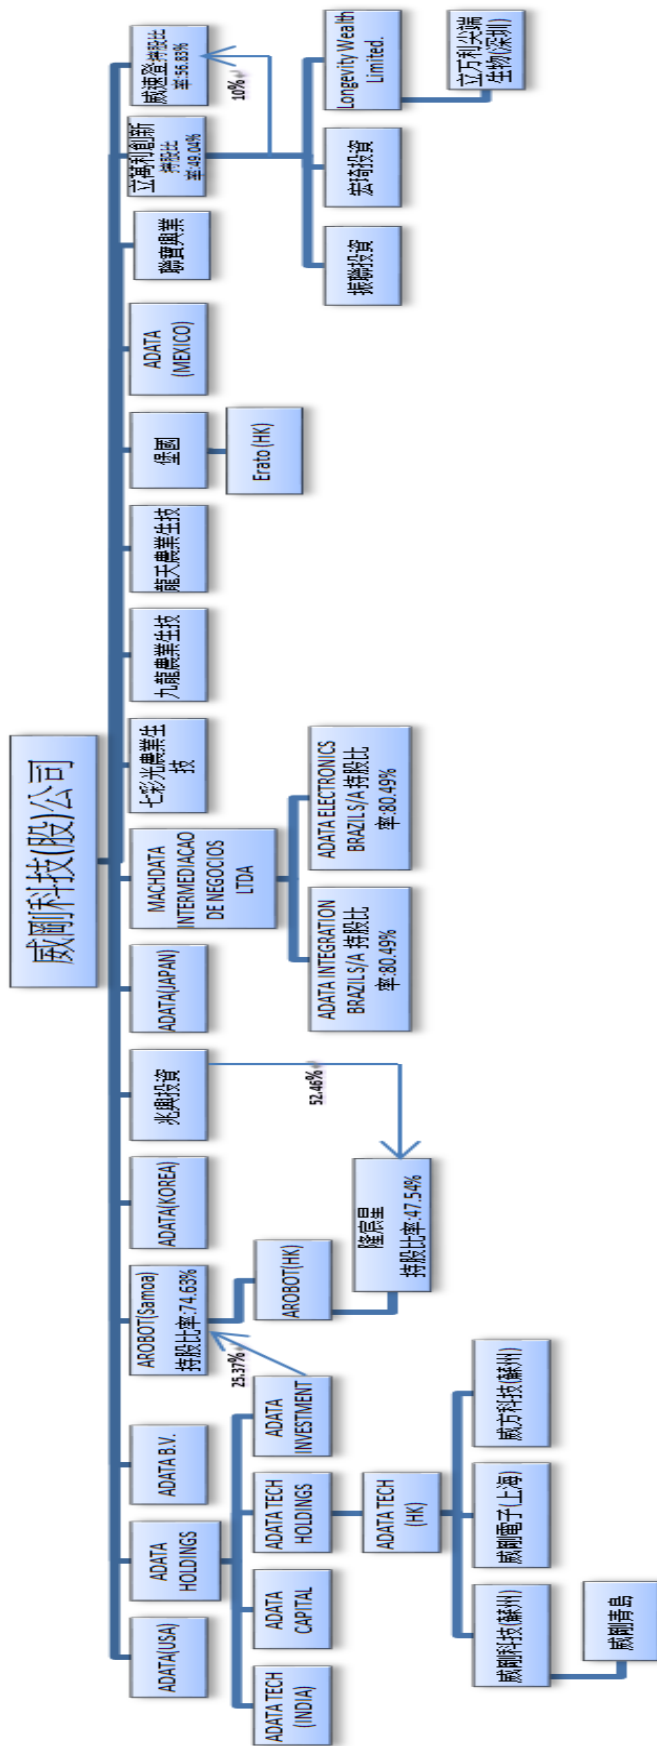 威剛科技(股)公司
ADATA(USA)
ADATA
HOLDINGS
ADATA B.V.
AROBOT(Samoa)
持股比率:74.63%
ADATA(KOREA)
兆興投資
ADATA(JAPAN)
MACHDATA
INTERMEDIACAO
DE NEGOCIOS
LTDA
七彩光農業生
技
九龍農業生技
龍天農業生技
堡國
ADATA
(MEXICO)
聯寶興業
立萬利創新
持股比
率:49.04%
威速登持股比
率:56.83%
25.37%
52.46%
10%
ADATA TECH
(INDIA)
ADATA
CAPITAL
ADATA TECH
HOLDINGS
ADATA
INVESTMENT
AROBOT(HK)
ADATA INTEGRATION
BRAZIL S/A 持股比
率:80.49%
ADATA ELECTRONICS
BRAZIL S/A 持股比
率:80.49%
Erato (HK)
振聯投資
宏琦投資
Longevity Wealth
Limited.
ADATA TECH
(HK)
隆宸星
持股比率:47.54%
立万利尖端
生物(深圳)
威剛科技(蘇州)
威剛電子(上海)
威方科技(蘇州)
威剛青島